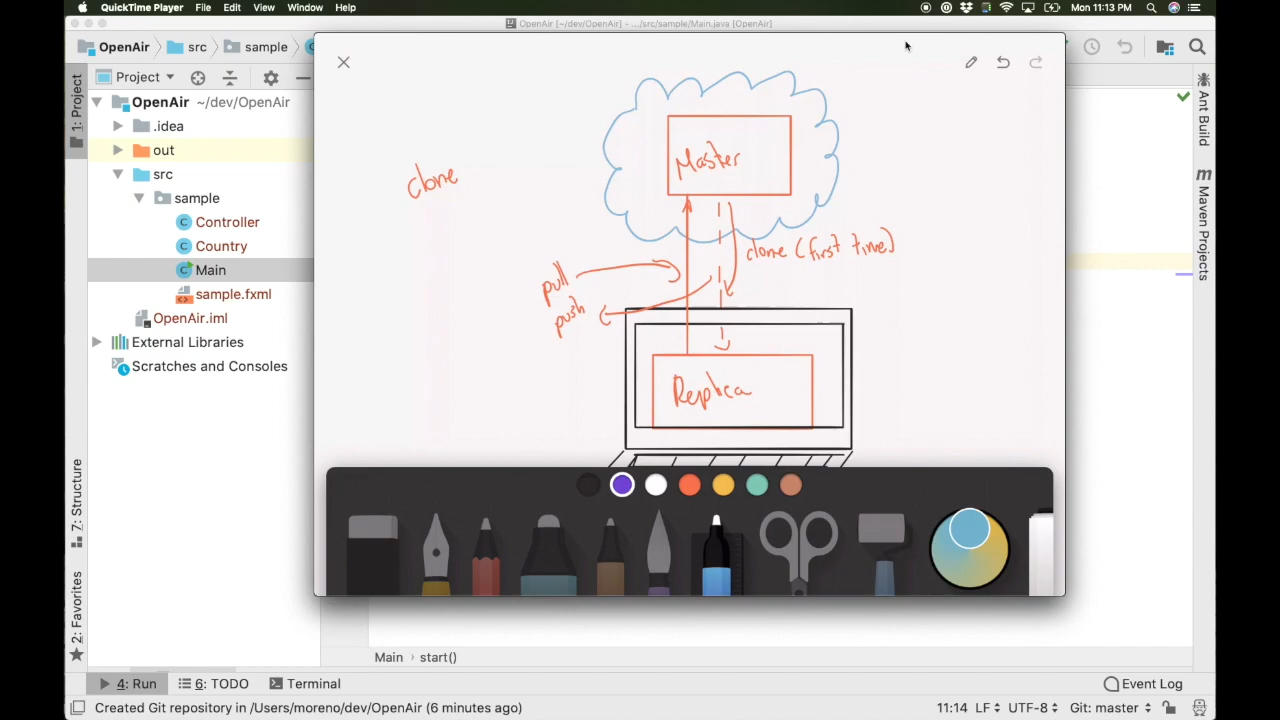 QuickTime Player File Edit View Window Help Mon 11:13 PM
OpenAir [~/dev/OpenAir] - .../src/sample/Main.java [OpenAir]
OpenAir src sample
Project
OpenAir ~/dev/OpenAir
.idea
out
src
sample
Controller
Country
Main
sample.fxml
OpenAir.iml
External Libraries
Scratches and Consoles
1: Project
7: Structure
2: Favorites
Ant Build
Maven Projects
Master
clone
clone (first time)
pull
push
Replica
Main › start()
4: Run 6: TODO Terminal Event Log
Created Git repository in /Users/moreno/dev/OpenAir (6 minutes ago) 11:14 LF UTF-8 Git: master